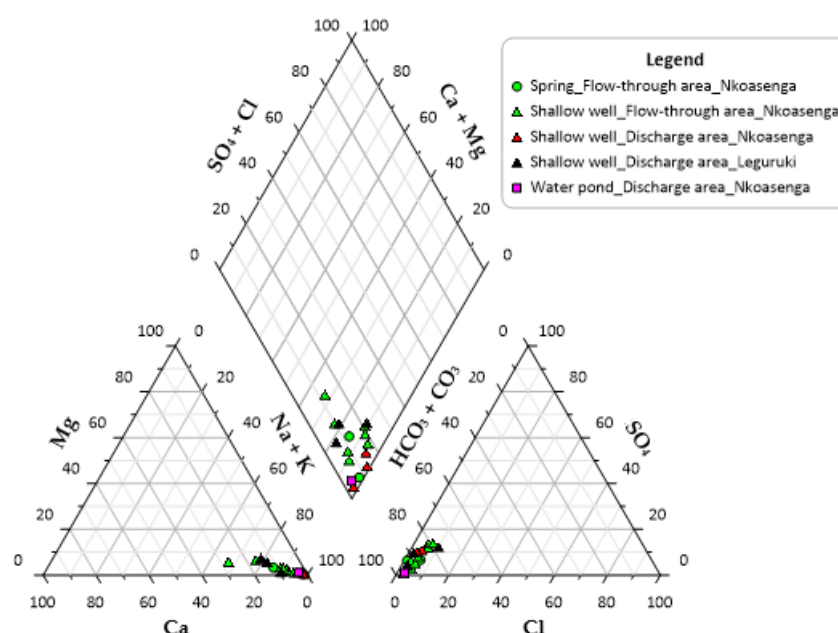 100 100
80 80
60 60
40 40
20 20
0 0
SO₄ + Cl
Ca + Mg
Legend
Spring_Flow-through area_Nkoasenga
Shallow well_Flow-through area_Nkoasenga
Shallow well_Discharge area_Nkoasenga
Shallow well_Discharge area_Leguruki
Water pond_Discharge area_Nkoasenga
100 0 0 100
80 20 20 80
60 40 40 60
40 60 60 40
20 80 80 20
0 100 100 0
Mg
Na + K
HCO₃ + CO₃
SO₄
100 80 60 40 20 0 0 20 40 60 80 100
Ca Cl